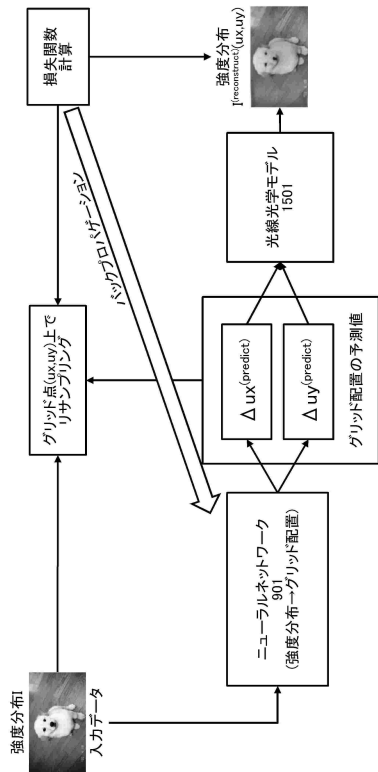 強度分布I
入力データ
グリッド点(ux,uy)上で
リサンプリング
損失関数
計算
バックプロパゲーション
ニューラルネットワーク
901
(強度分布→グリッド配置)
Δux(predict)
Δuy(predict)
グリッド配置の予測値
光線光学モデル
1501
強度分布
I(reconstruct)(ux,uy)